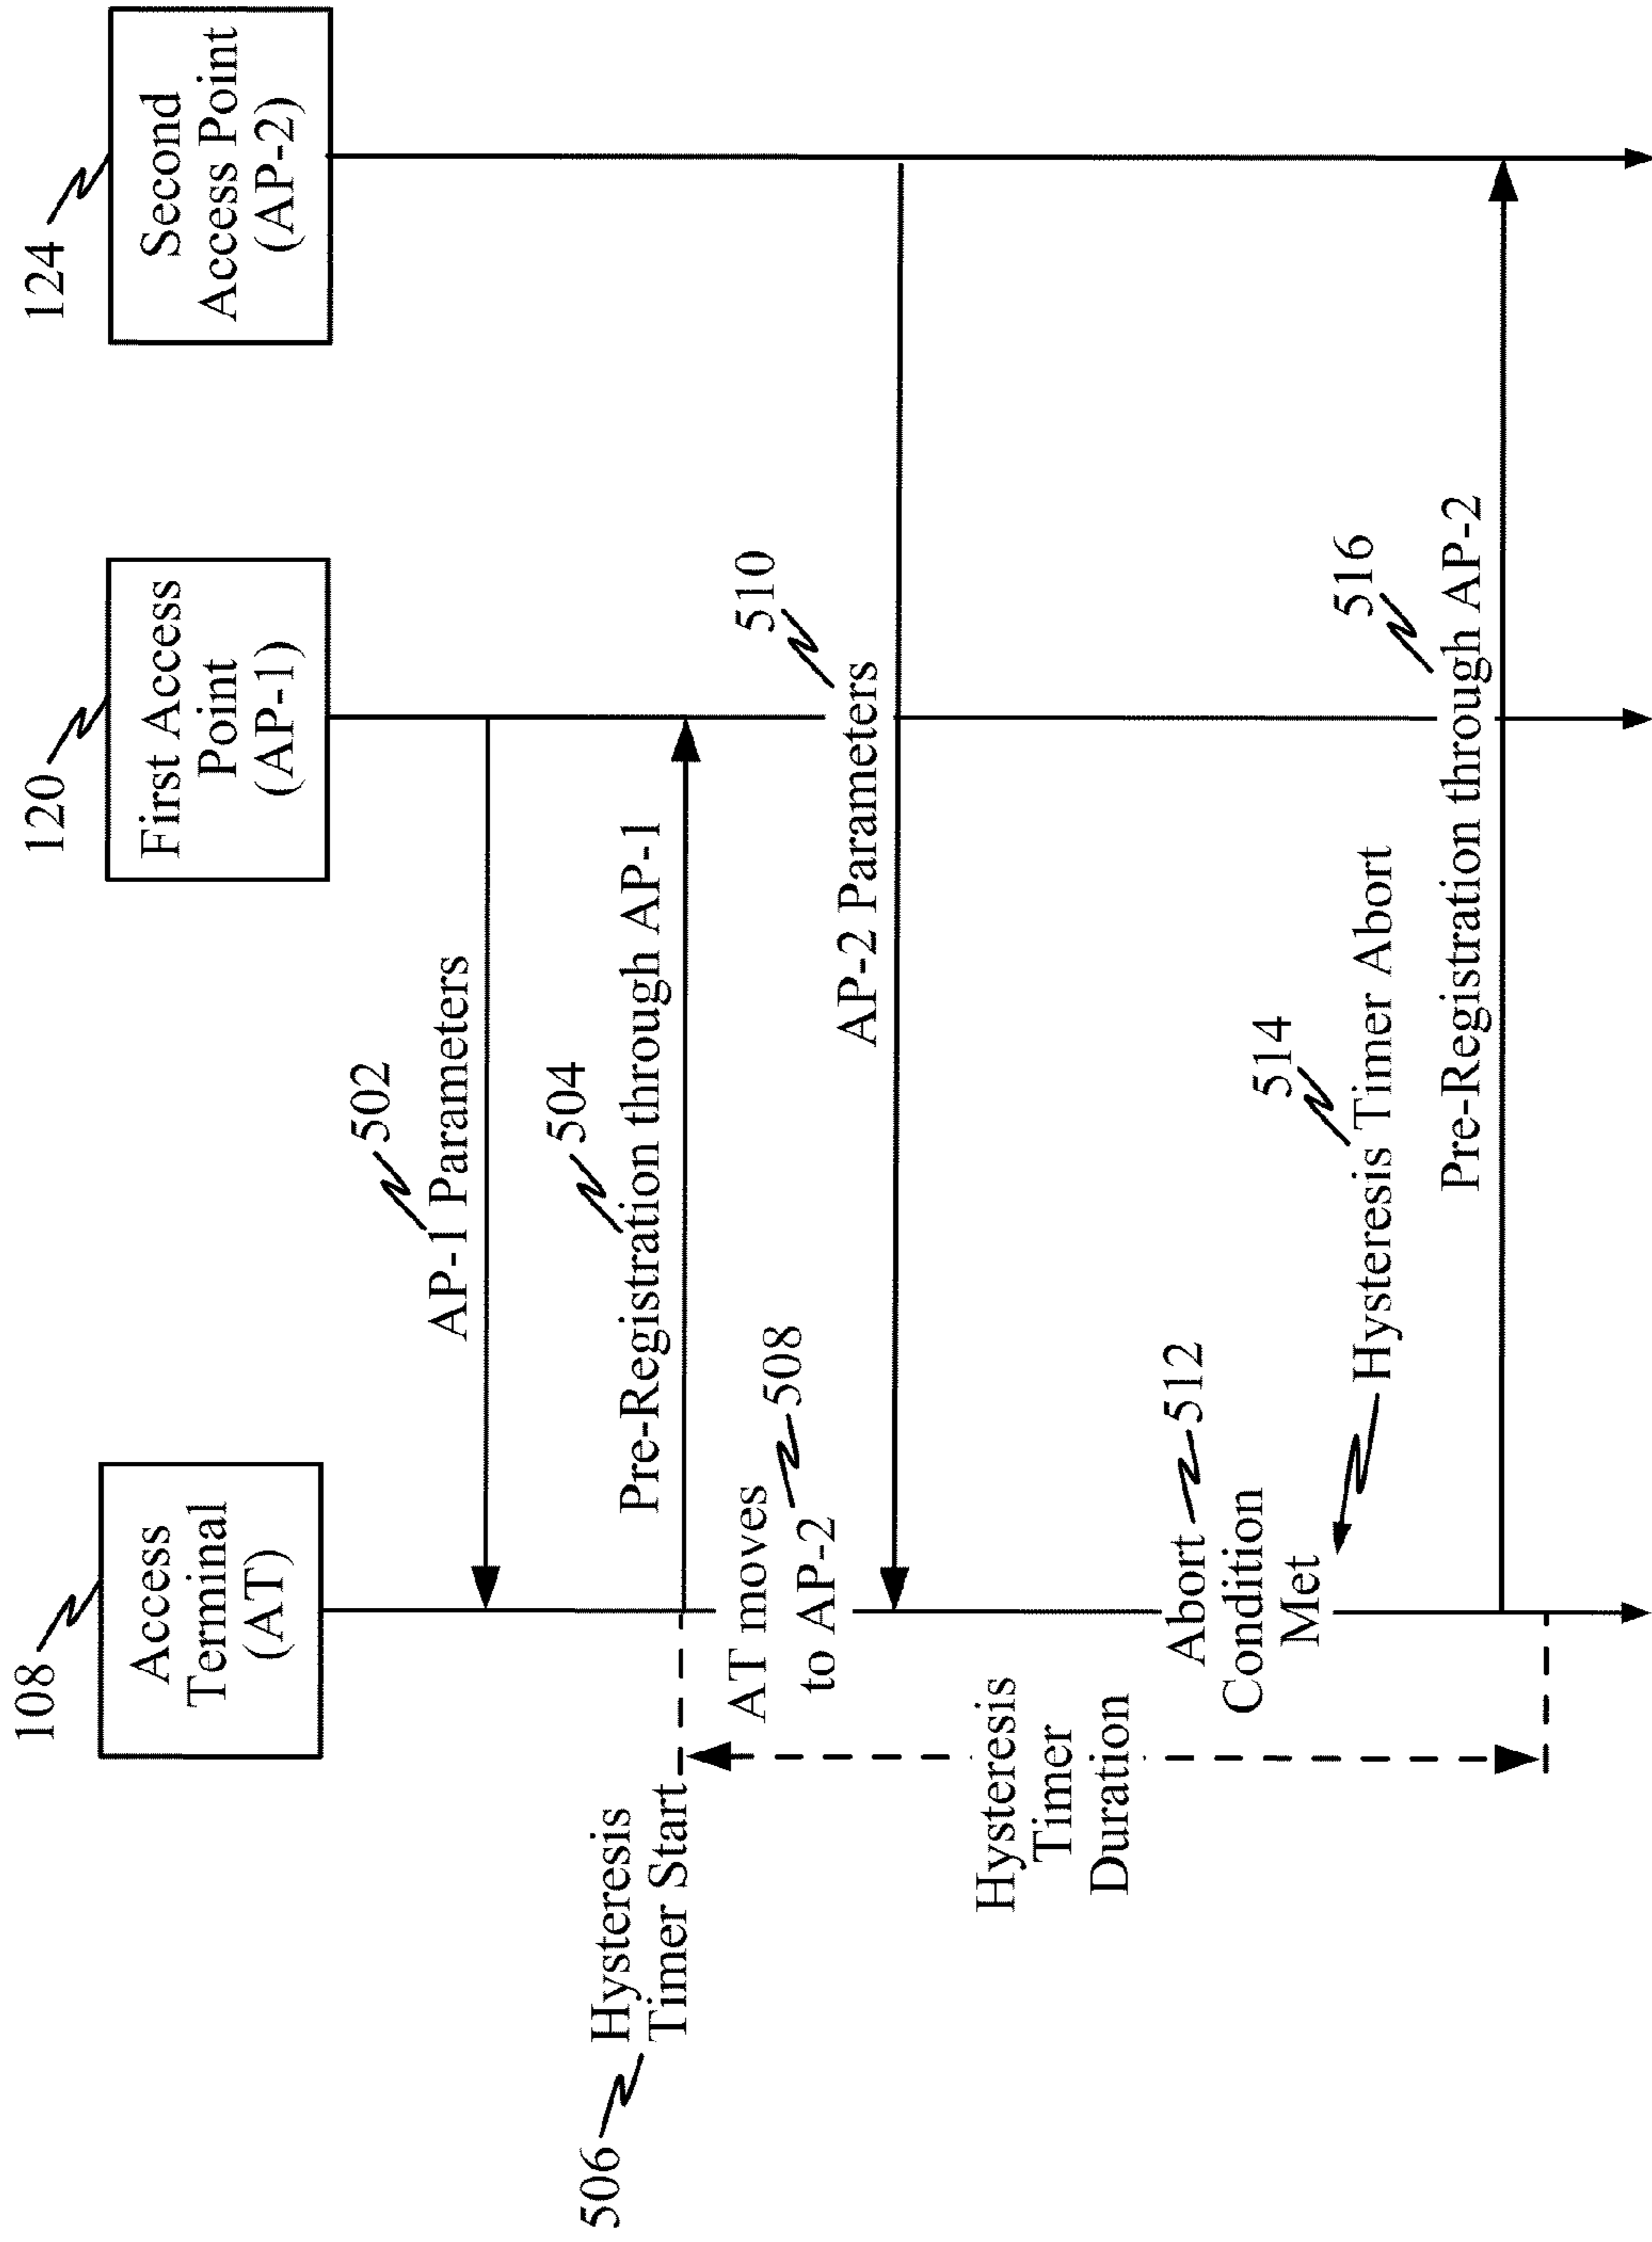 108
Access
Terminal
(AT)
120
First Access
Point
(AP-1)
124
Second
Access Point
(AP-2)
502
AP-1 Parameters
504
Pre-Registration through AP-1
506
Hysteresis
Timer Start
AT moves
to AP-2
508
510
AP-2 Parameters
Hysteresis
Timer
Duration
Abort
Condition
Met
512
514
Hysteresis Timer Abort
516
Pre-Registration through AP-2